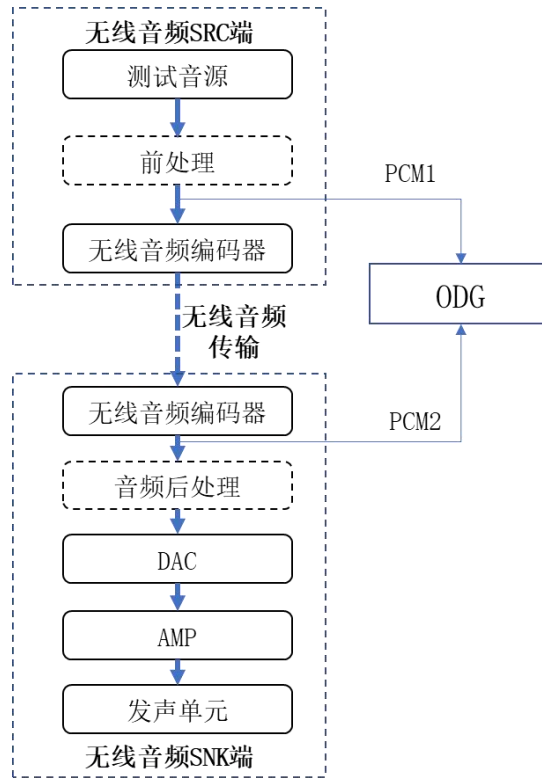 无线音频SRC端
测试音源
前处理
PCM1
无线音频编码器
ODG
无线音频
传输
无线音频编码器
PCM2
音频后处理
DAC
AMP
发声单元
无线音频SNK端